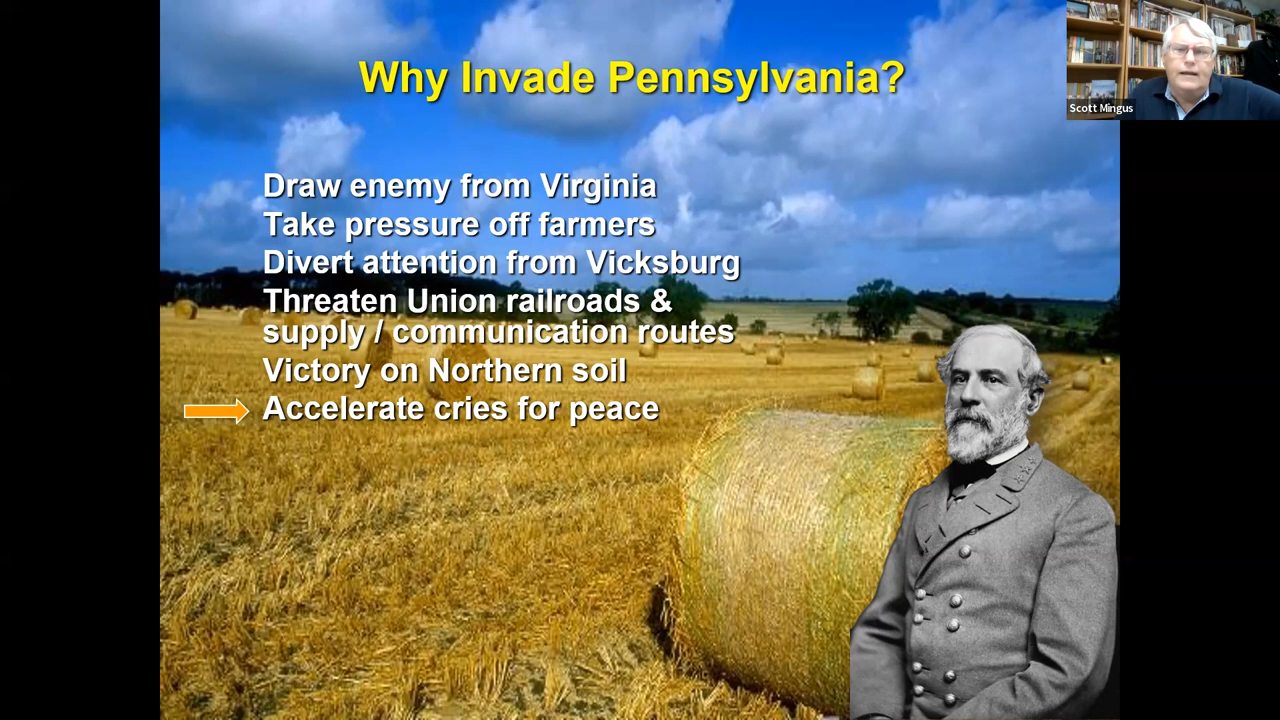 Why Invade Pennsylvania?
Scott Mingus
Draw enemy from Virginia
Take pressure off farmers
Divert attention from Vicksburg
Threaten Union railroads &
supply / communication routes
Victory on Northern soil
Accelerate cries for peace